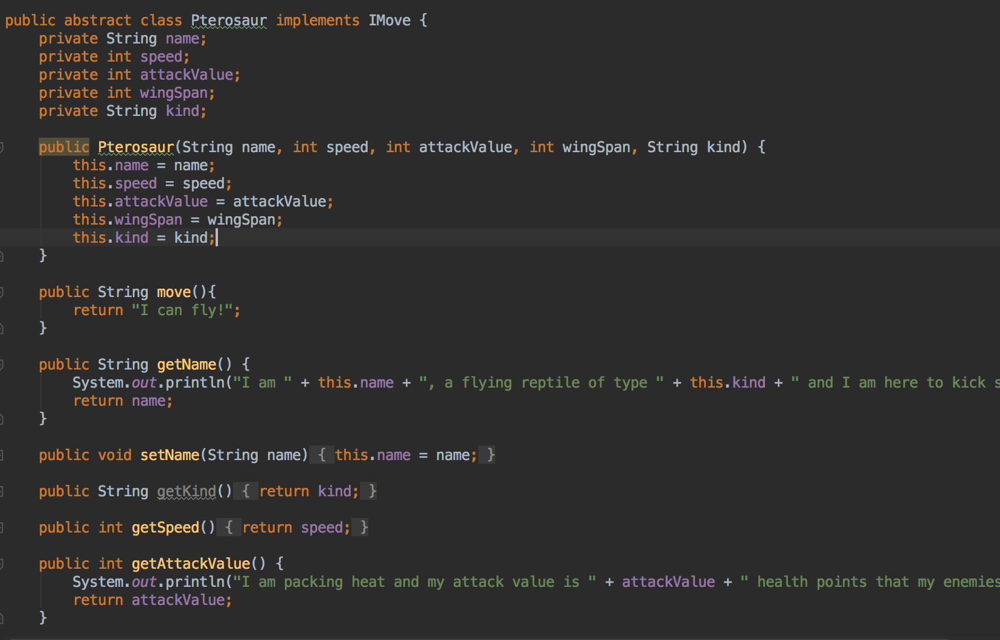 public abstract class Pterosaur implements IMove {
    private String name;
    private int speed;
    private int attackValue;
    private int wingSpan;
    private String kind;

    public Pterosaur(String name, int speed, int attackValue, int wingSpan, String kind) {
        this.name = name;
        this.speed = speed;
        this.attackValue = attackValue;
        this.wingSpan = wingSpan;
        this.kind = kind;
    }

    public String move(){
        return "I can fly!";
    }

    public String getName() {
        System.out.println("I am " + this.name + ", a flying reptile of type " + this.kind + " and I am here to kick
        return name;
    }

    public void setName(String name) { this.name = name; }

    public String getKind() { return kind; }

    public int getSpeed() { return speed; }

    public int getAttackValue() {
        System.out.println("I am packing heat and my attack value is " + attackValue + " health points that my enemies
        return attackValue;
    }